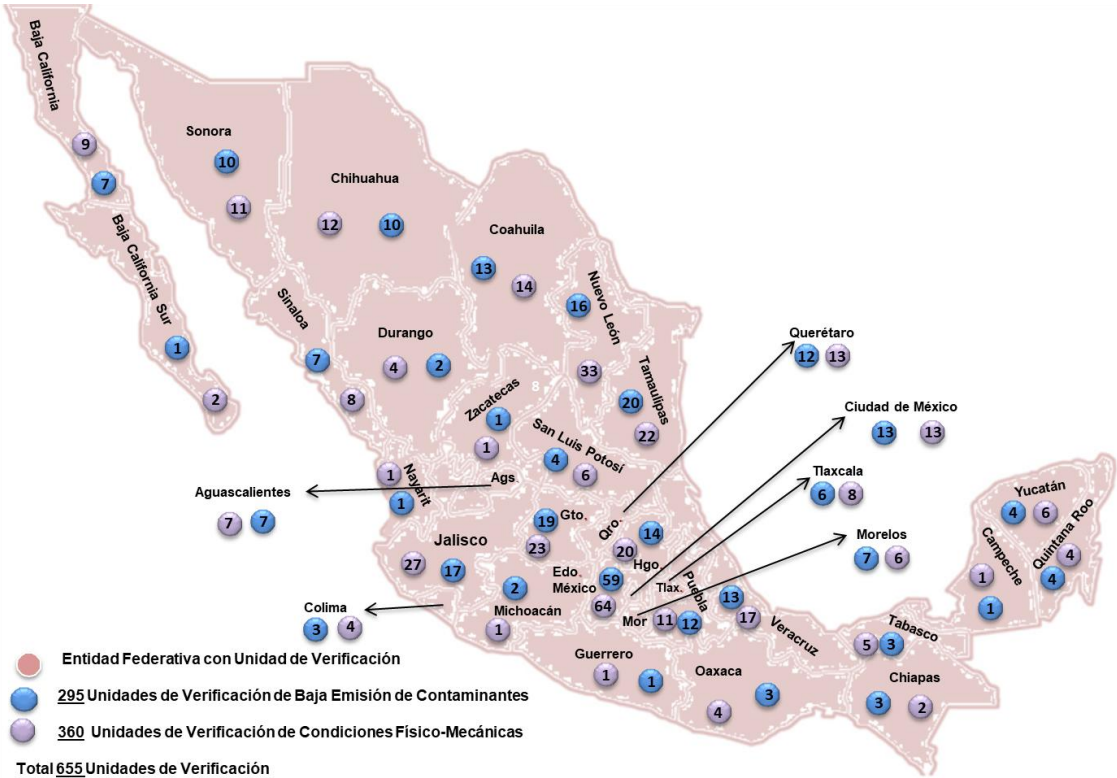 Baja California
9
7
Sonora
10
11
Chihuahua
12
10
Coahuila
13
14
Nuevo León
16
33
Baja California Sur
1
2
Sinaloa
7
8
Durango
4
2
8
Tamaulipas
20
22
Zacatecas
1
1
San Luis Potosí
4
6
Querétaro
12 13
Ciudad de México
13 13
Tlaxcala
6 8
Morelos
7 6
Nayarit
1
1
Ags.
Aguascalientes
7 7
Gto.
19
23
Qro.
14
20
Hgo.
Jalisco
27
17
Edo.
México
59
64
Tlax.
Puebla
11
12
Mor
13
17
Veracruz
Michoacán
2
1
Colima
3 4
Guerrero
1
1
Oaxaca
4
3
Tabasco
5 3
Chiapas
3
2
Campeche
1
1
Yucatán
4 6
Quintana Roo
4
4
Entidad Federativa con Unidad de Verificación
295 Unidades de Verificación de Baja Emisión de Contaminantes
360 Unidades de Verificación de Condiciones Físico-Mecánicas
Total 655 Unidades de Verificación